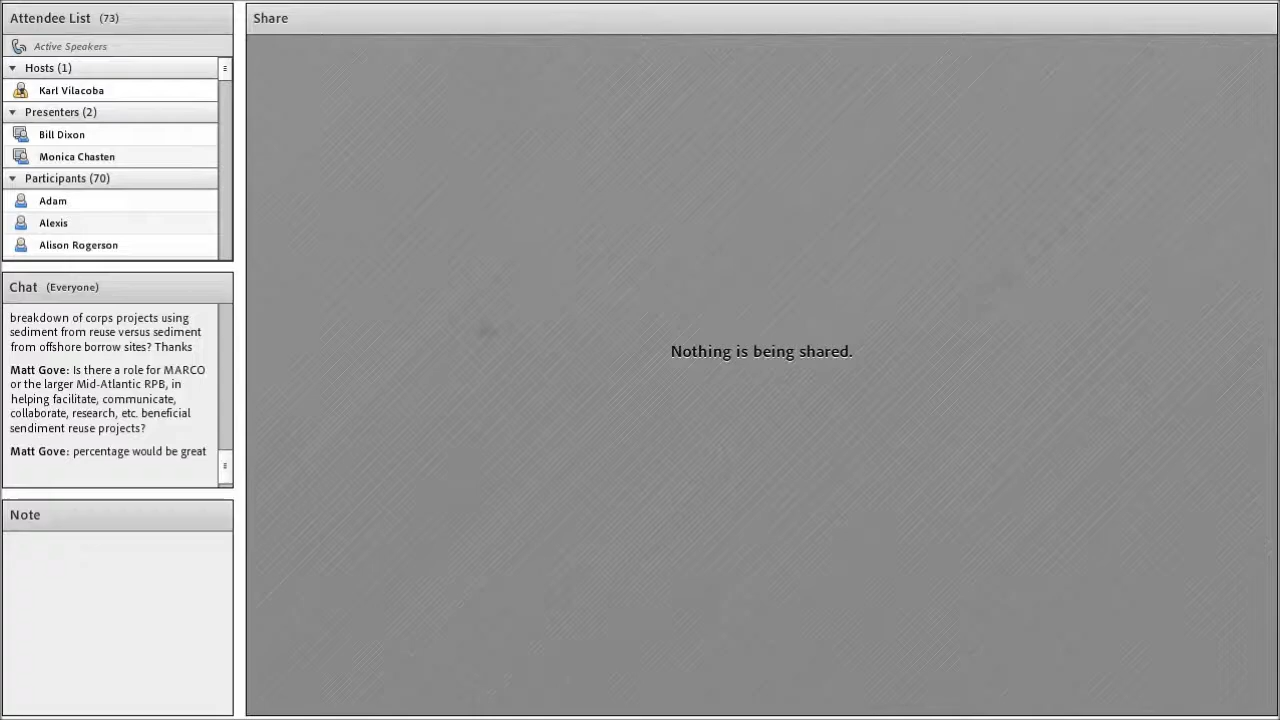 Attendee List (73)
Active Speakers
Hosts (1)
Karl Vilacoba
Presenters (2)
Bill Dixon
Monica Chasten
Participants (70)
Adam
Alexis
Alison Rogerson
Chat (Everyone)
breakdown of corps projects using
sediment from reuse versus sediment
from offshore borrow sites? Thanks
Matt Gove: Is there a role for MARCO
or the larger Mid-Atlantic RPB, in
helping facilitate, communicate,
collaborate, research, etc. beneficial
sendiment reuse projects?
Matt Gove: percentage would be great
Note
Share
Nothing is being shared.